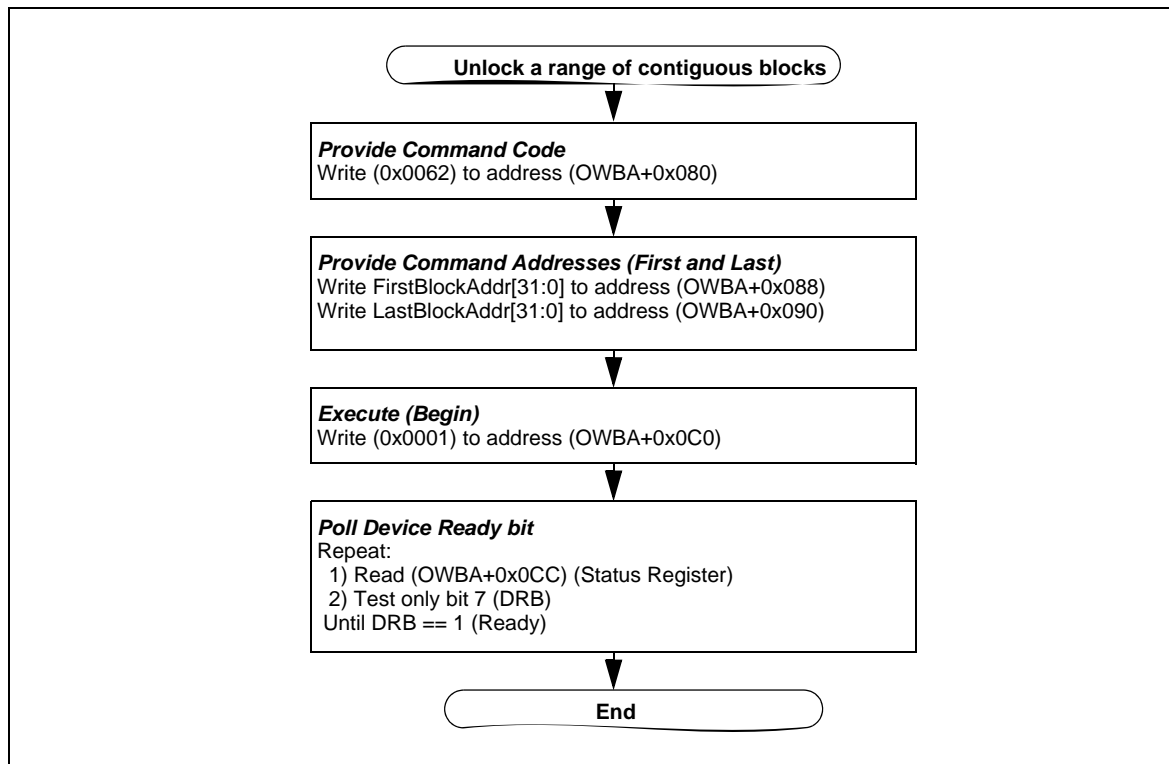 Unlock a range of contiguous blocks
Provide Command Code
Write (0x0062) to address (OWBA+0x080)
Provide Command Addresses (First and Last)
Write FirstBlockAddr[31:0] to address (OWBA+0x088)
Write LastBlockAddr[31:0] to address (OWBA+0x090)
Execute (Begin)
Write (0x0001) to address (OWBA+0x0C0)
Poll Device Ready bit
Repeat:
1) Read (OWBA+0x0CC) (Status Register)
2) Test only bit 7 (DRB)
Until DRB == 1 (Ready)
End